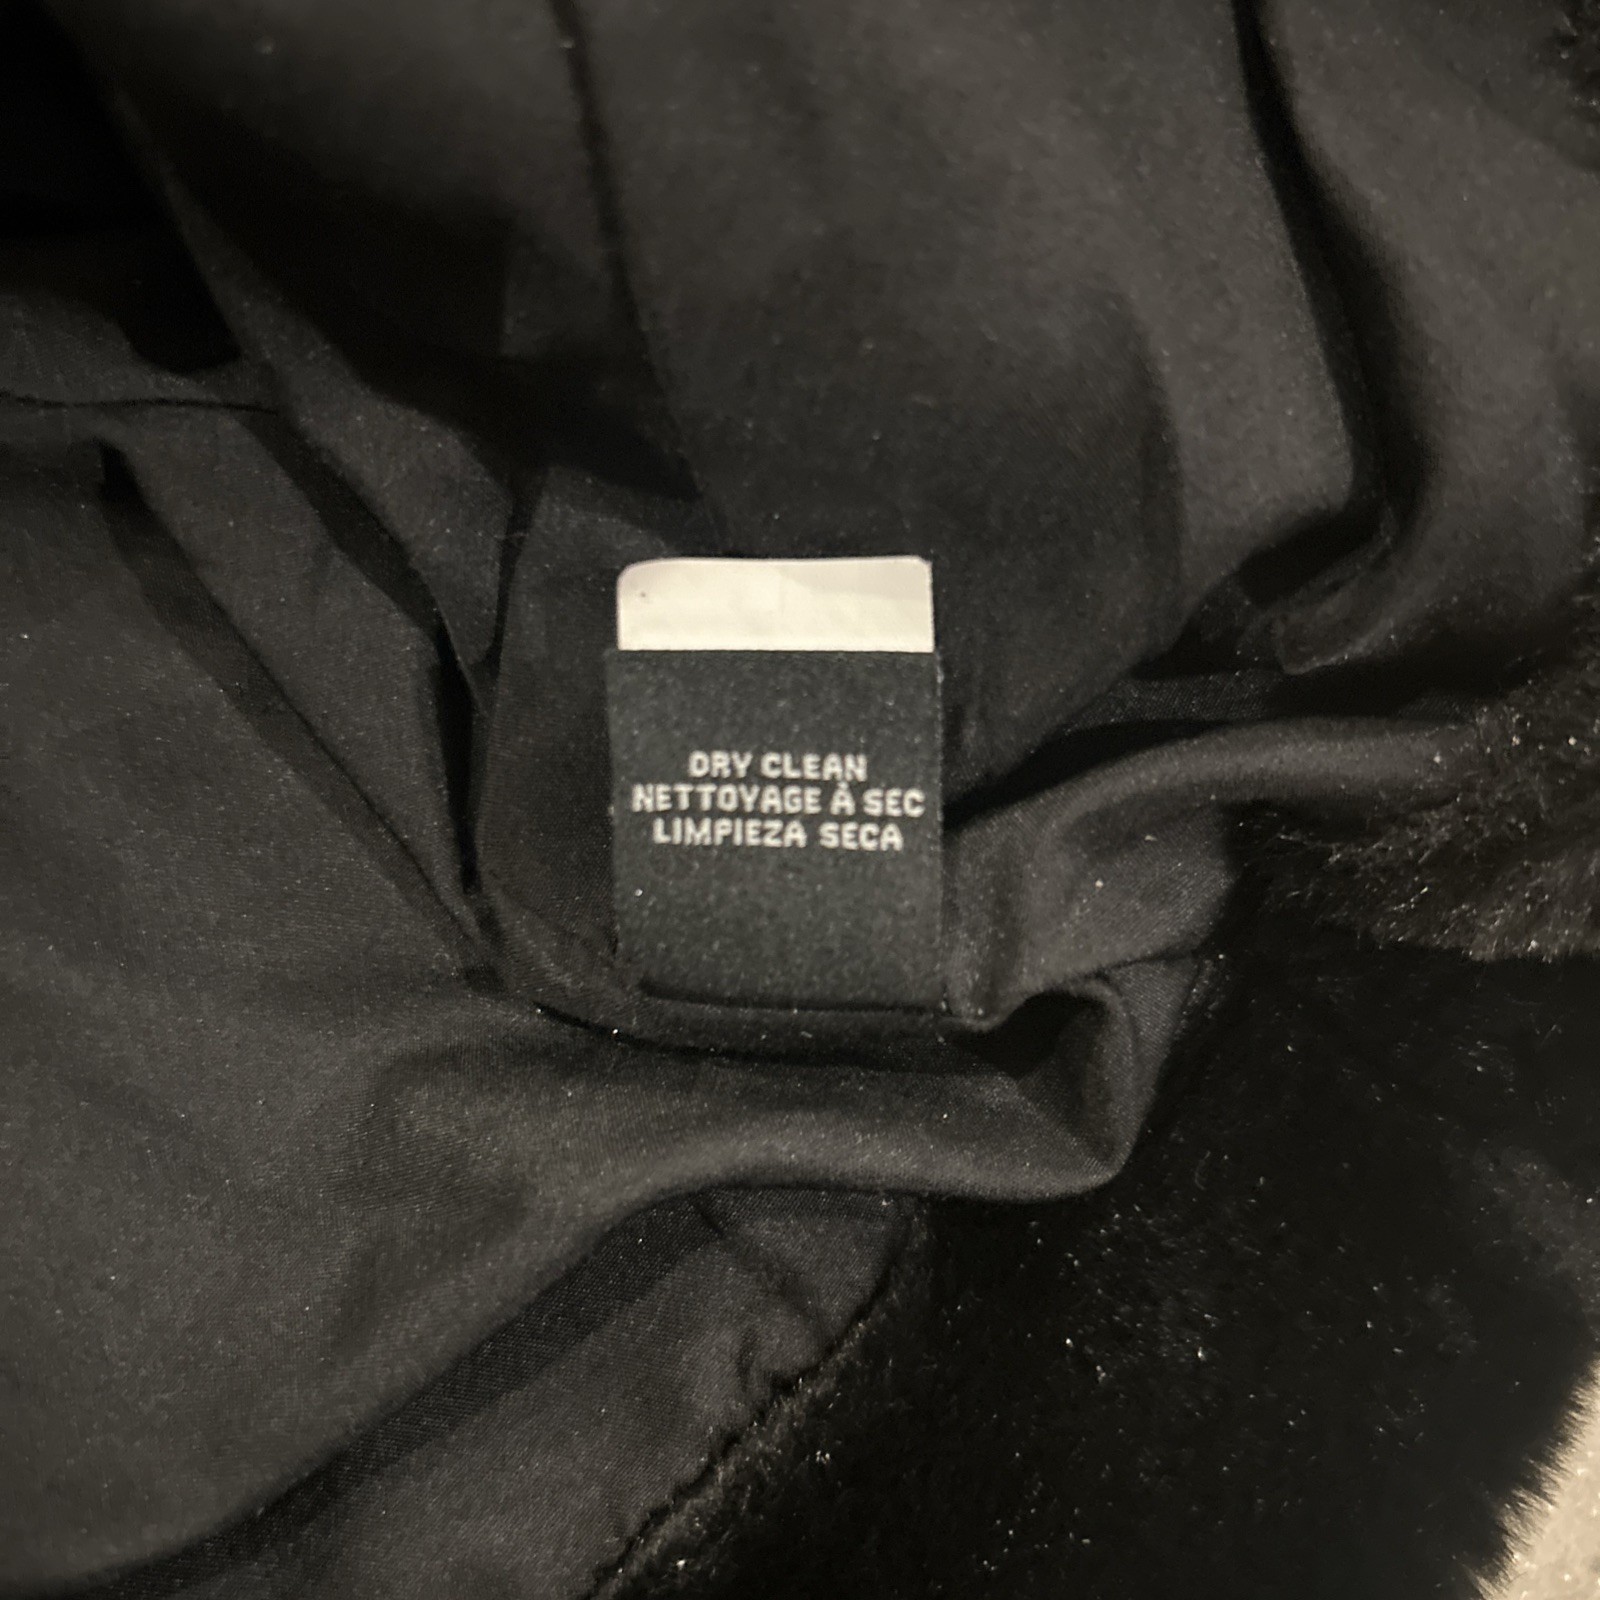 DRY CLEAN
NETTOYAGE À SEC
LIMPIEZA SECA